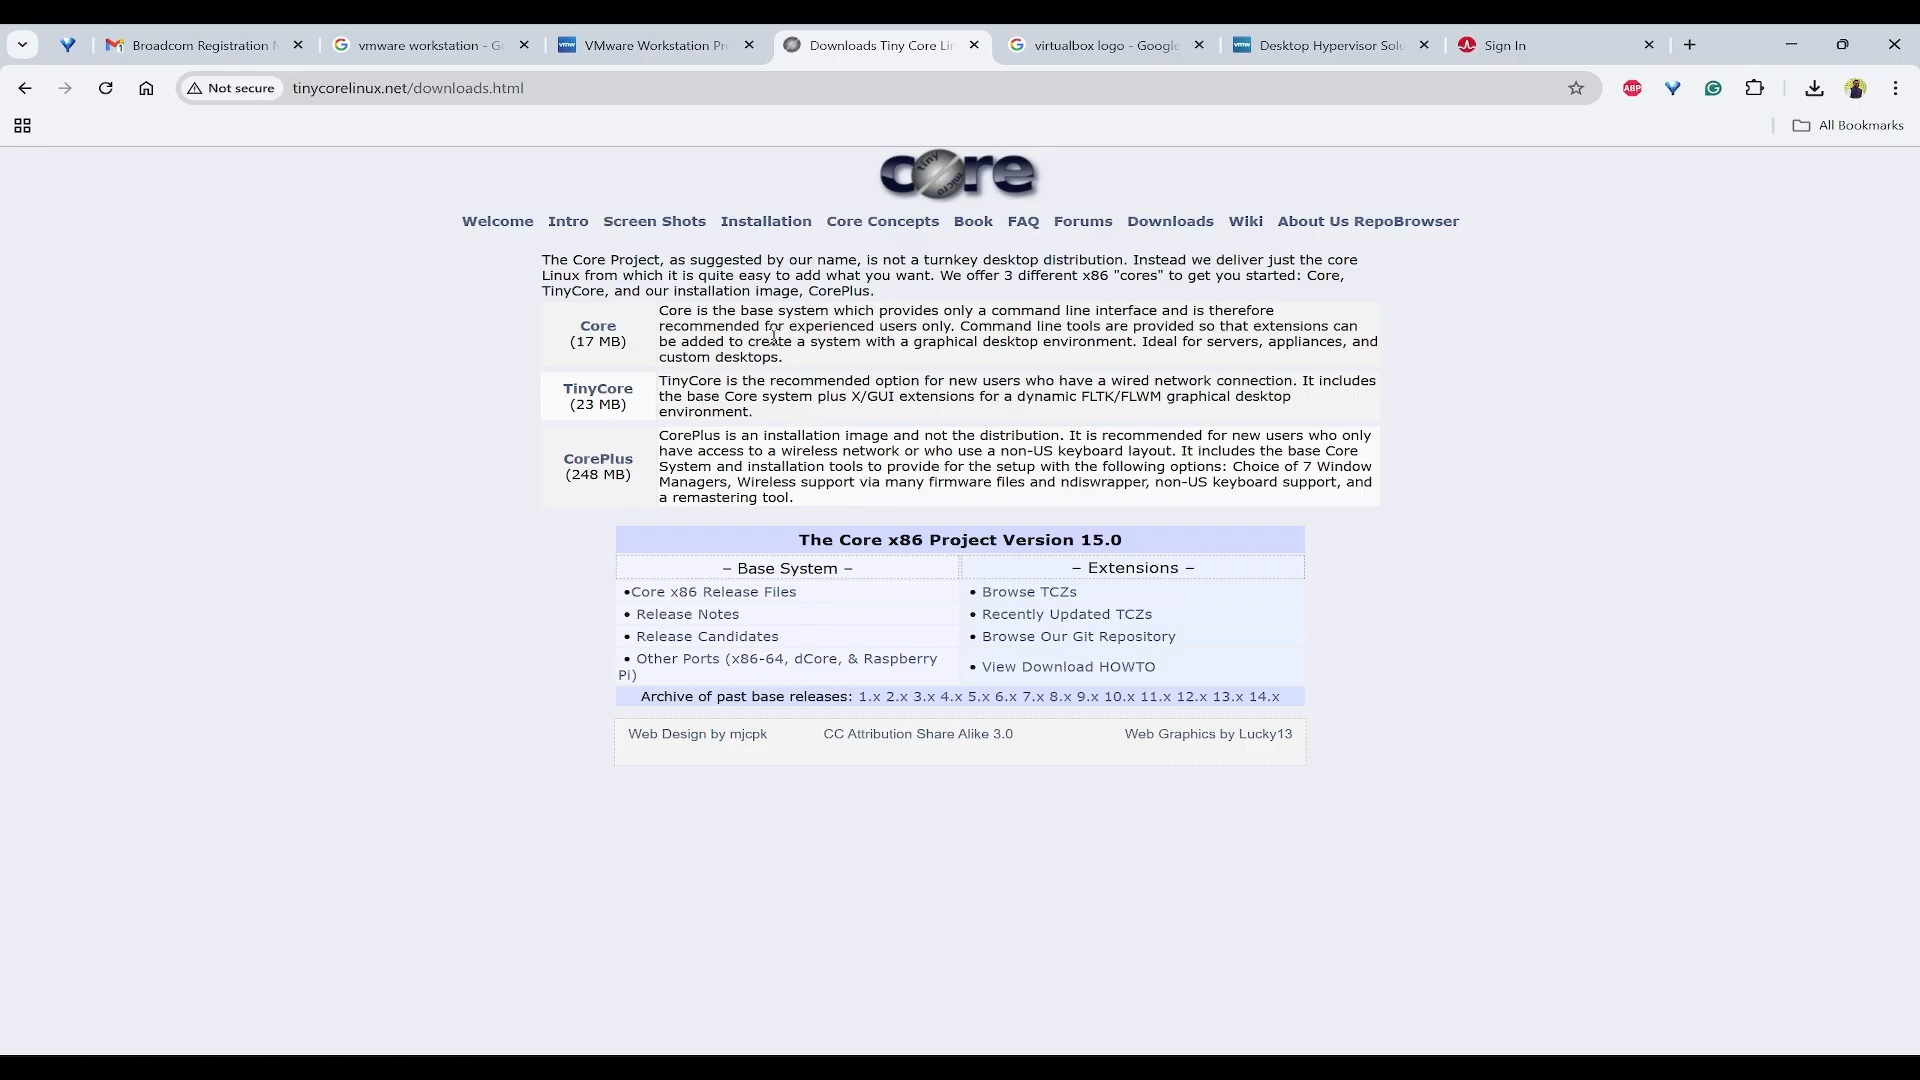 Broadcom Registration N
vmware workstation - Go
VMware Workstation Pro
Downloads Tiny Core Lin
virtualbox logo - Google
Desktop Hypervisor Solu
Sign In
Not secure
tinycorelinux.net/downloads.html
ABP
All Bookmarks
core
tiny
micro
Welcome Intro Screen Shots Installation Core Concepts Book FAQ Forums Downloads Wiki About Us RepoBrowser
The Core Project, as suggested by our name, is not a turnkey desktop distribution. Instead we deliver just the core
Linux from which it is quite easy to add what you want. We offer 3 different x86 "cores" to get you started: Core,
TinyCore, and our installation image, CorePlus.
Core
(17 MB)
Core is the base system which provides only a command line interface and is therefore
recommended for experienced users only. Command line tools are provided so that extensions can
be added to create a system with a graphical desktop environment. Ideal for servers, appliances, and
custom desktops.
TinyCore
(23 MB)
TinyCore is the recommended option for new users who have a wired network connection. It includes
the base Core system plus X/GUI extensions for a dynamic FLTK/FLWM graphical desktop
environment.
CorePlus
(248 MB)
CorePlus is an installation image and not the distribution. It is recommended for new users who only
have access to a wireless network or who use a non-US keyboard layout. It includes the base Core
System and installation tools to provide for the setup with the following options: Choice of 7 Window
Managers, Wireless support via many firmware files and ndiswrapper, non-US keyboard support, and
a remastering tool.
The Core x86 Project Version 15.0
– Base System –
•Core x86 Release Files
• Release Notes
• Release Candidates
• Other Ports (x86-64, dCore, & Raspberry
Pi)
– Extensions –
• Browse TCZs
• Recently Updated TCZs
• Browse Our Git Repository
• View Download HOWTO
Archive of past base releases: 1.x 2.x 3.x 4.x 5.x 6.x 7.x 8.x 9.x 10.x 11.x 12.x 13.x 14.x
Web Design by mjcpk CC Attribution Share Alike 3.0 Web Graphics by Lucky13